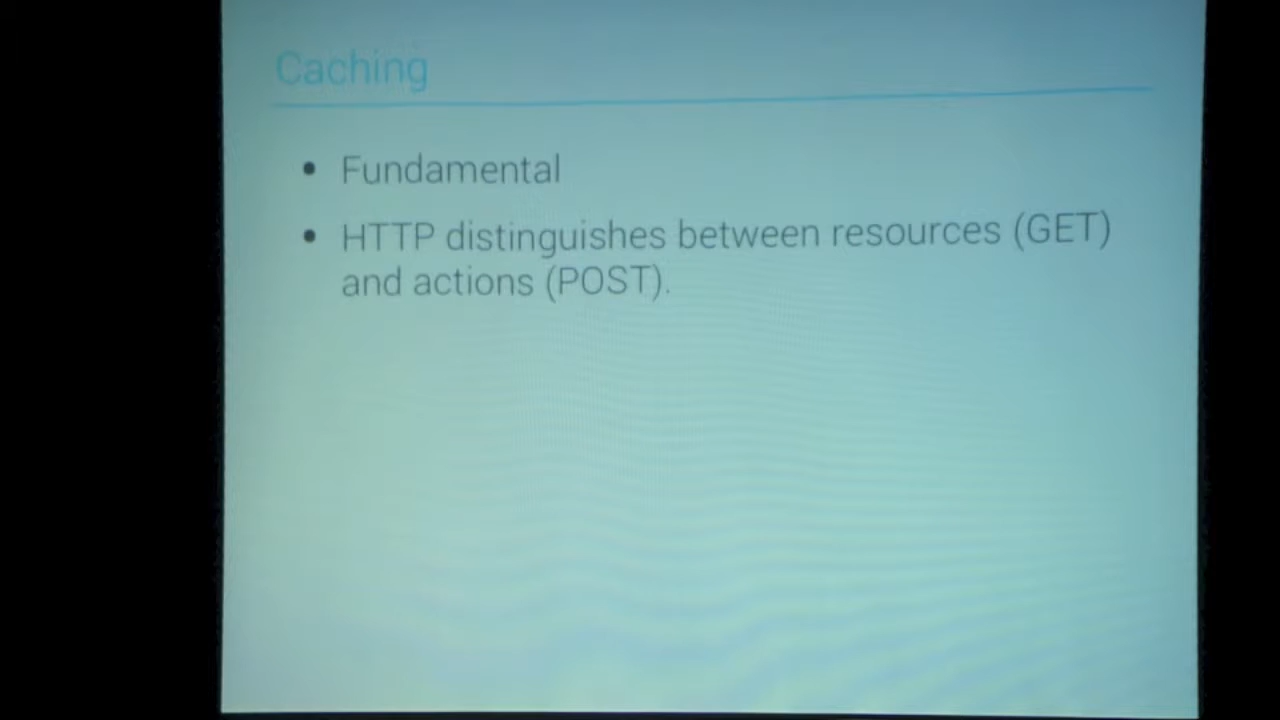 Caching
• Fundamental
• HTTP distinguishes between resources (GET)
and actions (POST).